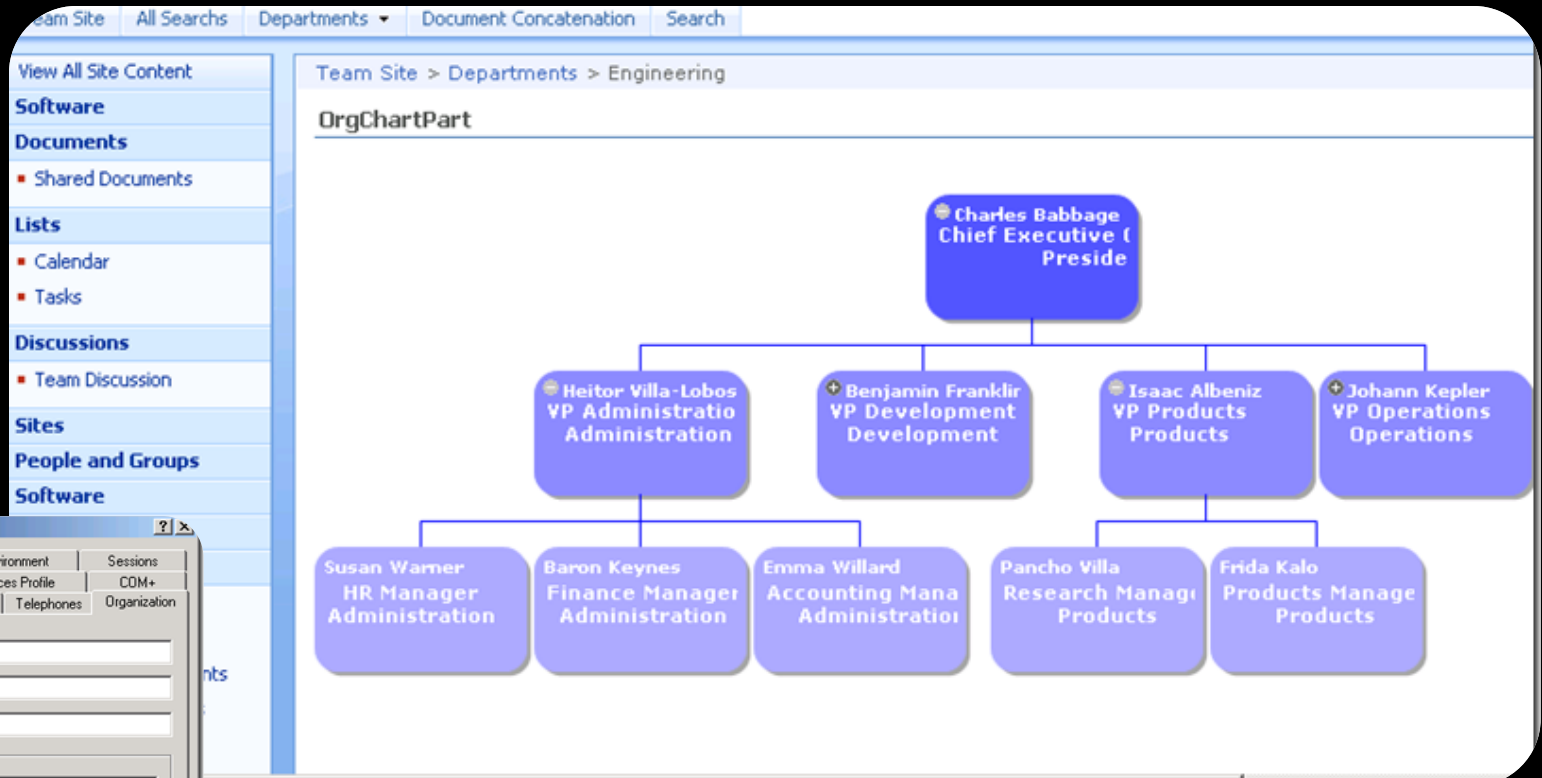 Team Site All Searchs Departments Document Concatenation Search
View All Site Content
Software
Documents
Shared Documents
Lists
Calendar
Tasks
Discussions
Team Discussion
Sites
People and Groups
Software
Team Site > Departments > Engineering
OrgChartPart
Charles Babbage
Chief Executive
Preside
Heitor Villa-Lobos
VP Administratio
Administration
Benjamin Franklin
VP Development
Development
Isaac Albeniz
VP Products
Products
Johann Kepler
VP Operations
Operations
Susan Warner
HR Manager
Administration
Baron Keynes
Finance Manager
Administration
Emma Willard
Accounting Mana
Administratio
Pancho Villa
Research Manag
Products
Frida Kalo
Products Manage
Products
ironment Sessions
ces Profile COM+
Telephones Organization
nts